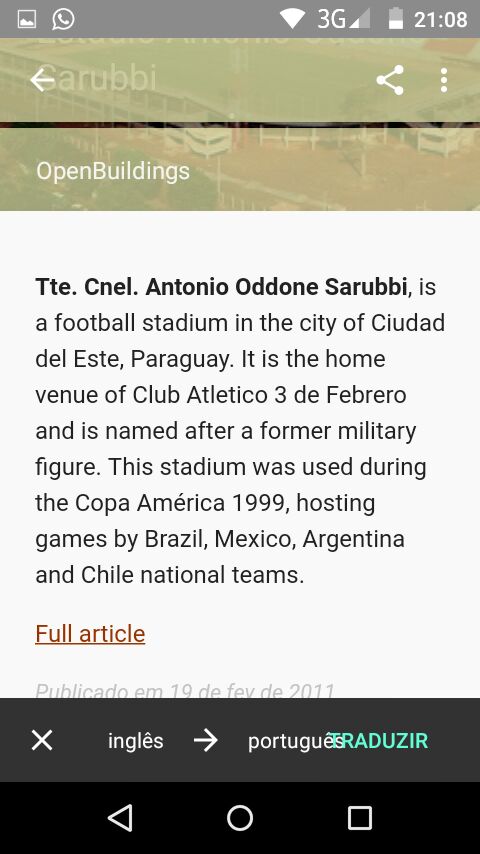 3G 21:08
Estadio Antonio Oddone
Sarubbi
OpenBuildings
Tte. Cnel. Antonio Oddone Sarubbi, is
a football stadium in the city of Ciudad
del Este, Paraguay. It is the home
venue of Club Atletico 3 de Febrero
and is named after a former military
figure. This stadium was used during
the Copa América 1999, hosting
games by Brazil, Mexico, Argentina
and Chile national teams.
Full article
Publicado em 19 de fev de 2011
inglês português TRADUZIR